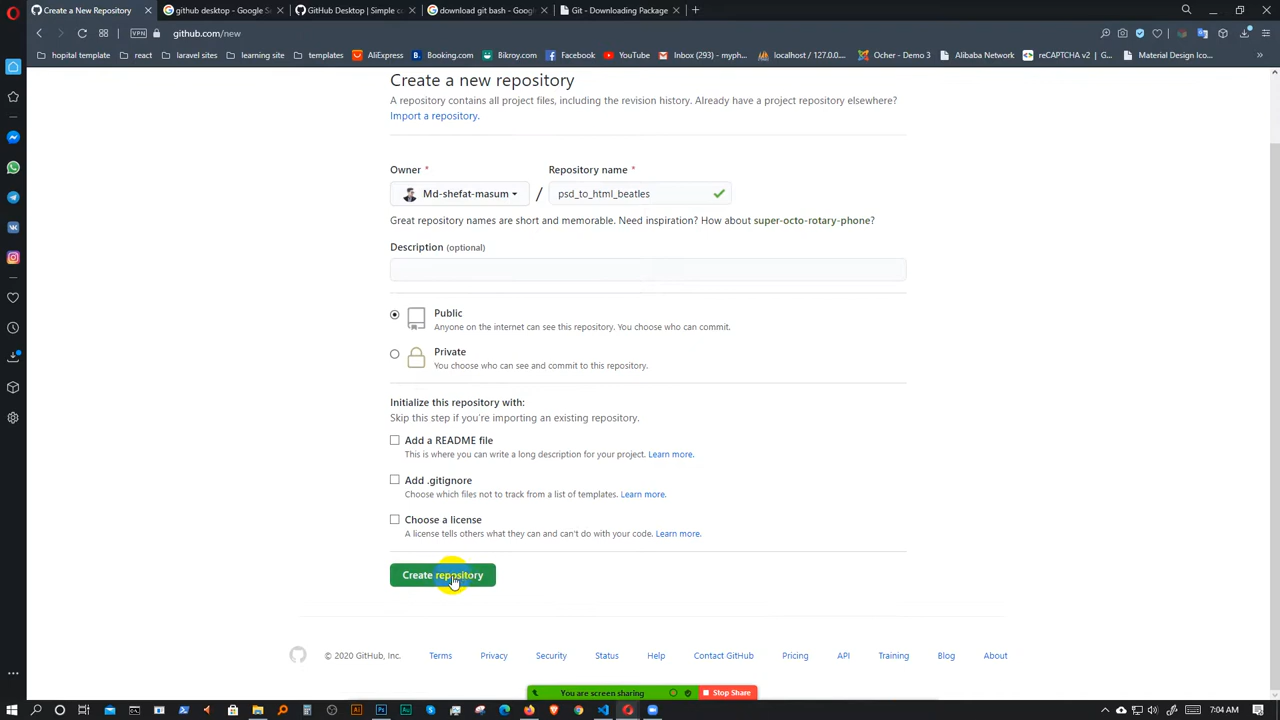 Create a New Repository
github desktop - Google S
GitHub Desktop | Simple c
download git bash - Goog
Git - Downloading Package
VPN
github.com/new
hopital template
react
laravel sites
learning site
templates
AliExpress
Booking.com
Bikroy.com
Facebook
YouTube
Inbox (293) - myph...
localhost / 127.0.0....
Ocher - Demo 3
Alibaba Network
reCAPTCHA v2 | G...
Material Design Ico...
Create a new repository
A repository contains all project files, including the revision history. Already have a project repository elsewhere?
Import a repository.
Owner *
Repository name *
Md-shefat-masum
/
psd_to_html_beatles
Great repository names are short and memorable. Need inspiration? How about super-octo-rotary-phone?
Description (optional)
Public
Anyone on the internet can see this repository. You choose who can commit.
Private
You choose who can see and commit to this repository.
Initialize this repository with:
Skip this step if you're importing an existing repository.
Add a README file
This is where you can write a long description for your project. Learn more.
Add .gitignore
Choose which files not to track from a list of templates. Learn more.
Choose a license
A license tells others what they can and can't do with your code. Learn more.
Create repository
© 2020 GitHub, Inc.
Terms
Privacy
Security
Status
Help
Contact GitHub
Pricing
API
Training
Blog
About
You are screen sharing
Stop Share
7:04 AM